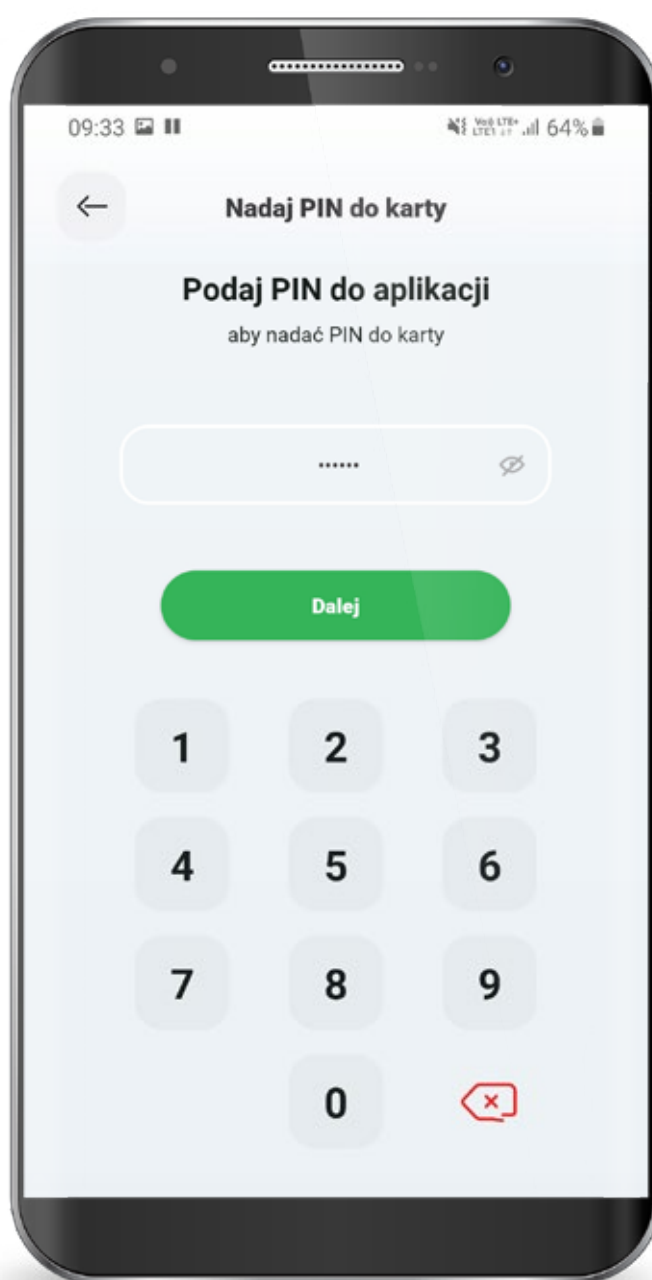 09:33 64%
Nadaj PIN do karty
Podaj PIN do aplikacji
aby nadać PIN do karty
••••••
Dalej
1 2 3
4 5 6
7 8 9
0